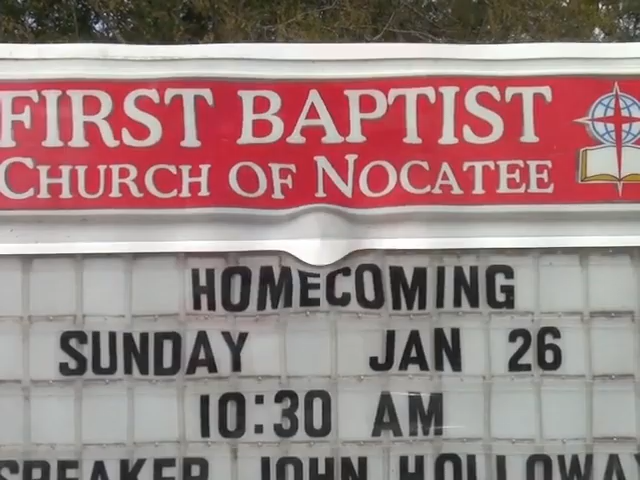 FIRST BAPTIST
CHURCH OF NOCATEE
HOMECOMING
SUNDAY JAN 26
10:30 AM
SPEAKER JOHN HOLLOWAY